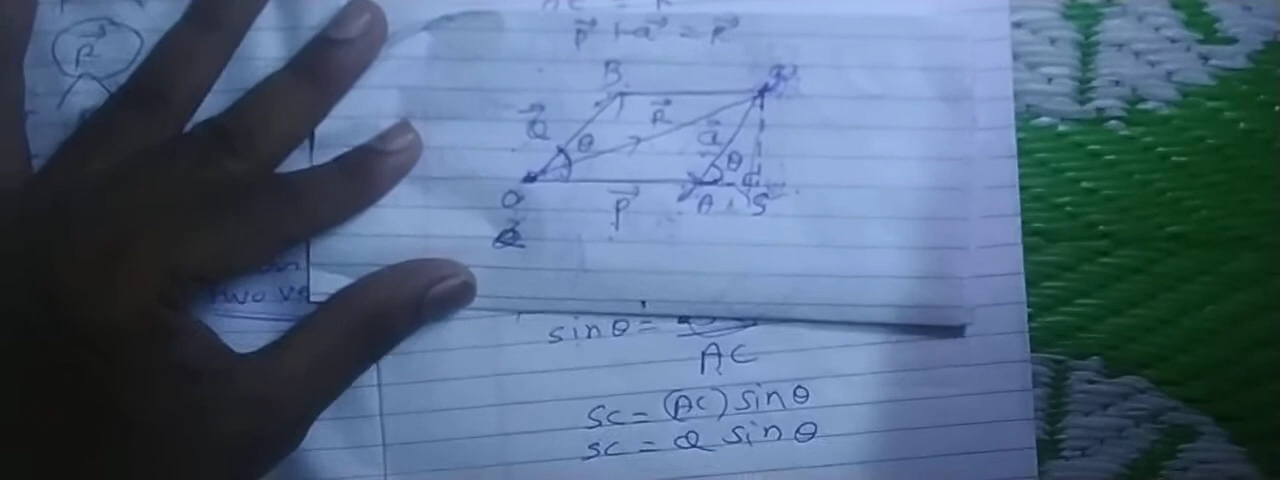 R
P + Q = R
B
Q
θ
R
Q
θ
O
P
A
S
Q
sinθ =
AC
SC = (AC) sinθ
SC = Q sinθ